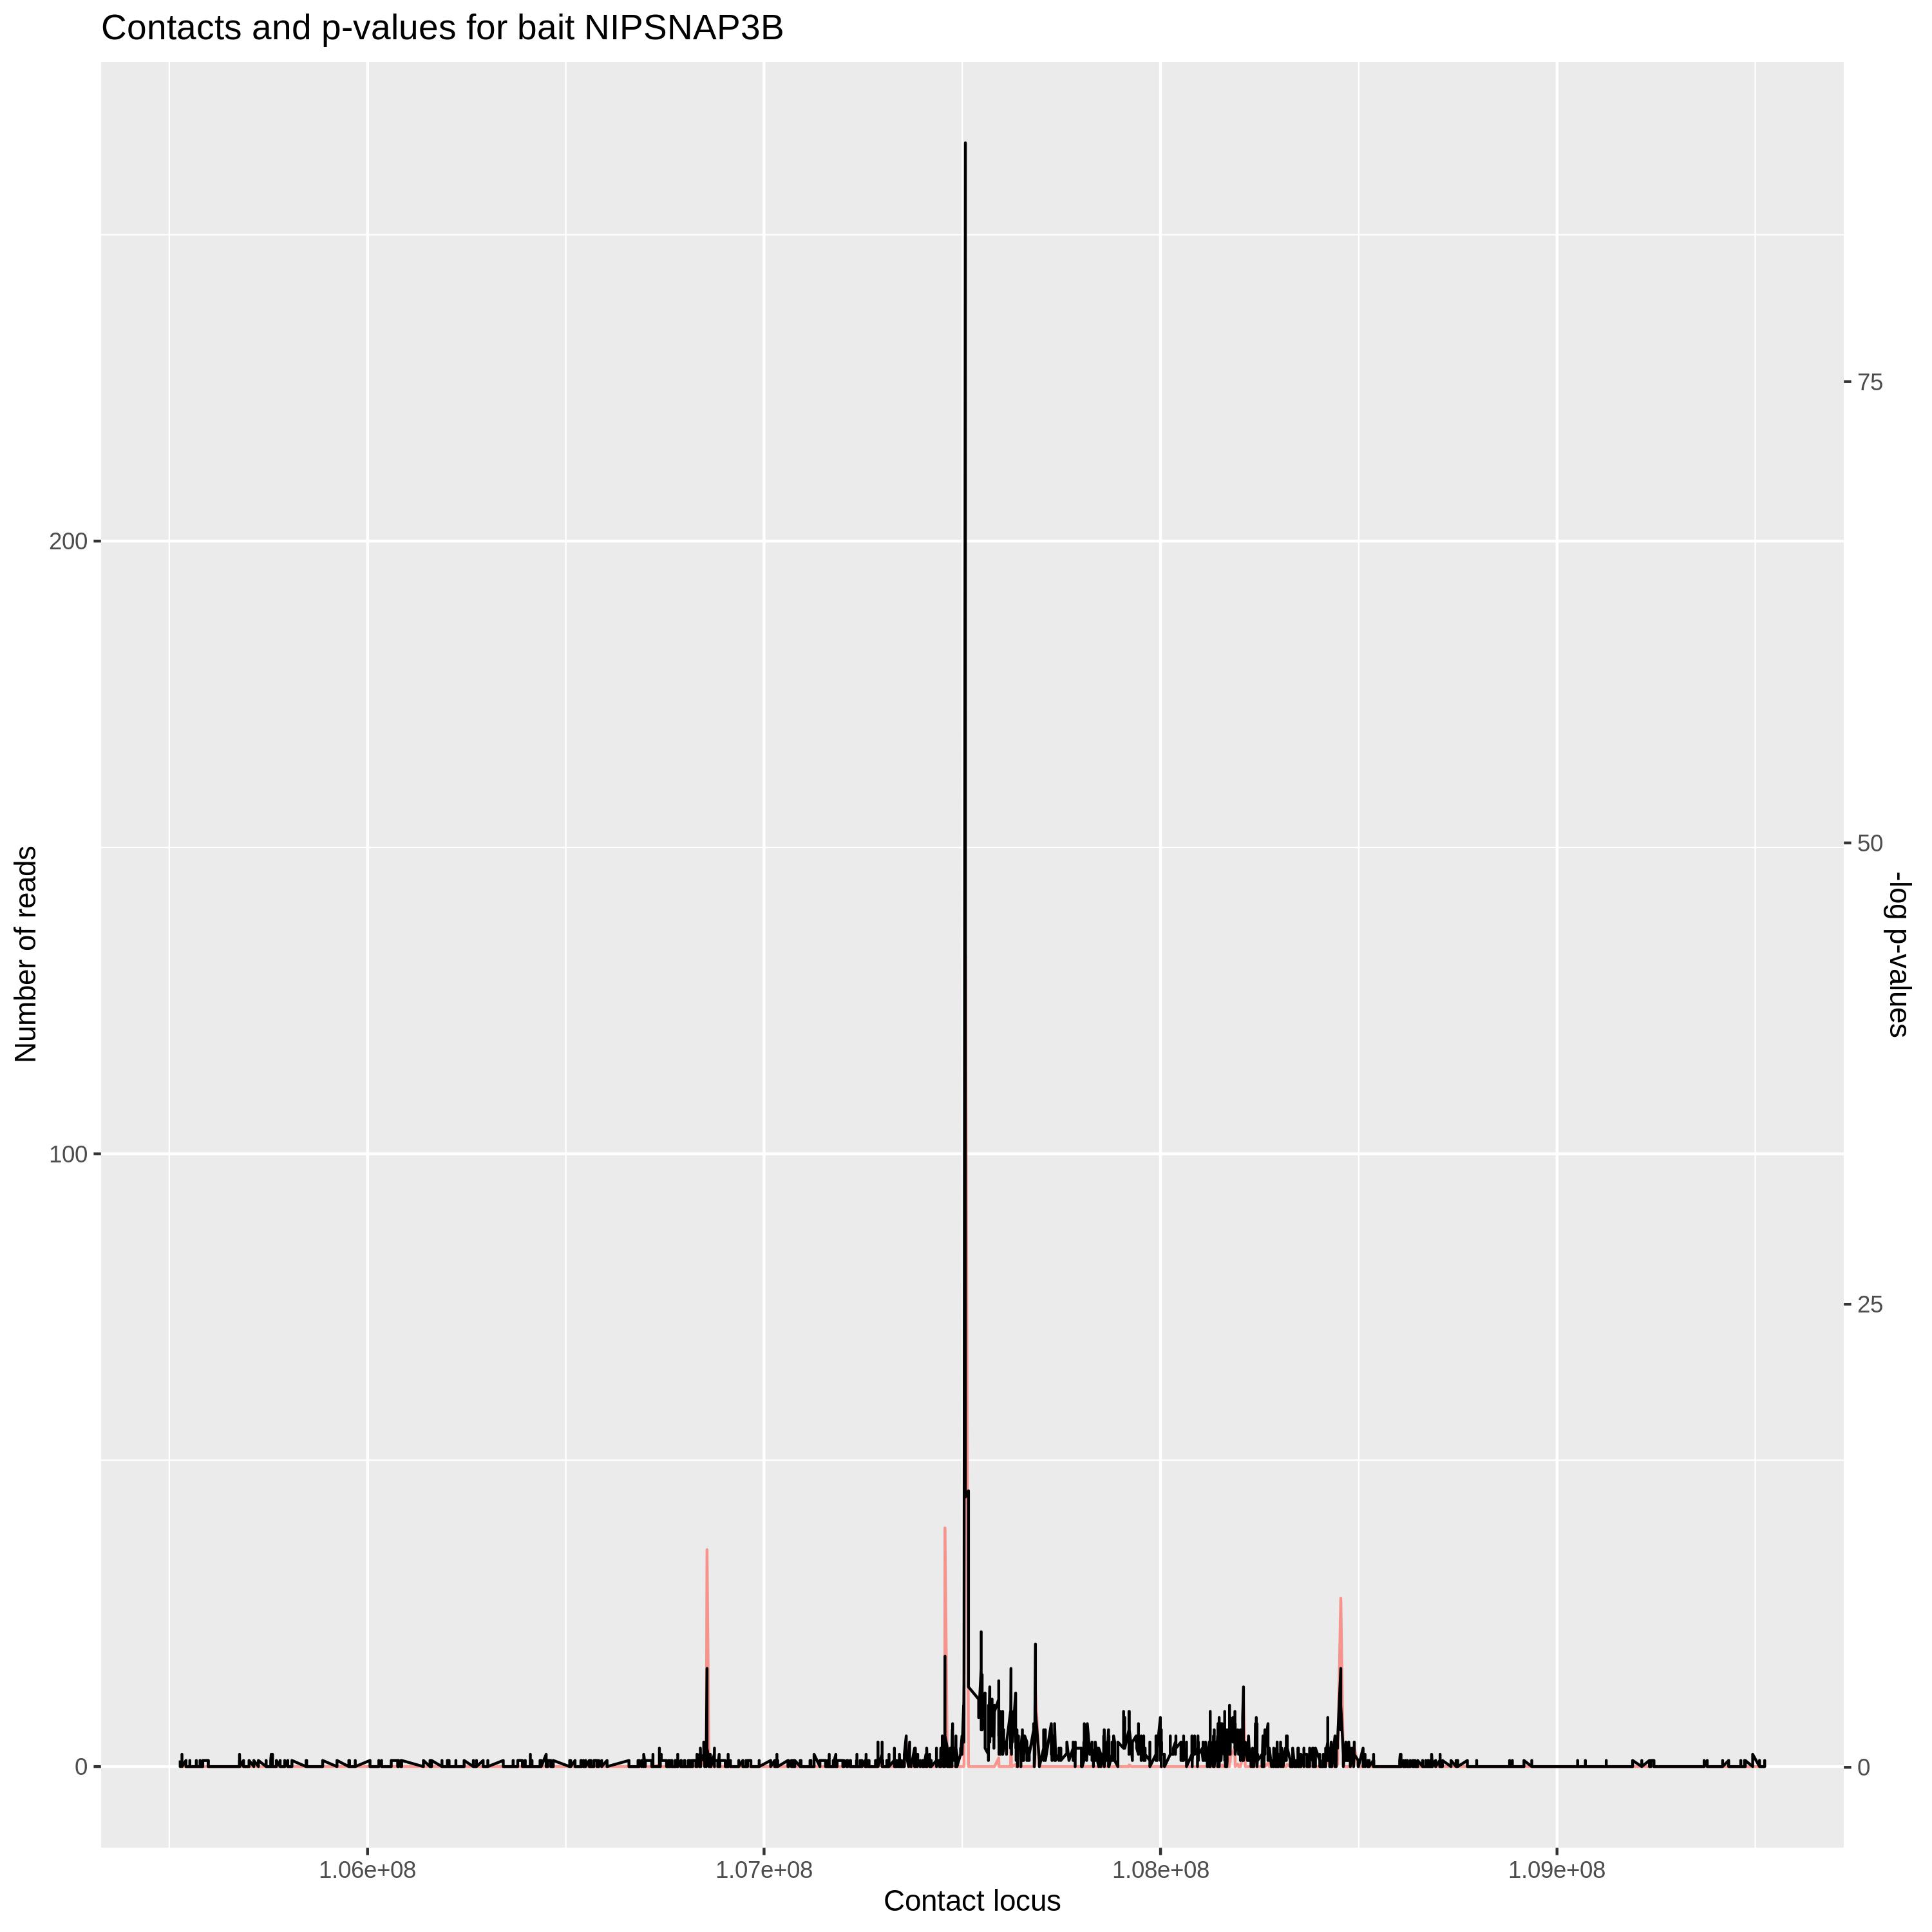 Contacts and p-values for bait NIPSNAP3B
200
100
0
Number of reads
75
50
25
0
-log p-values
1.06e+08
1.07e+08
1.08e+08
1.09e+08
Contact locus